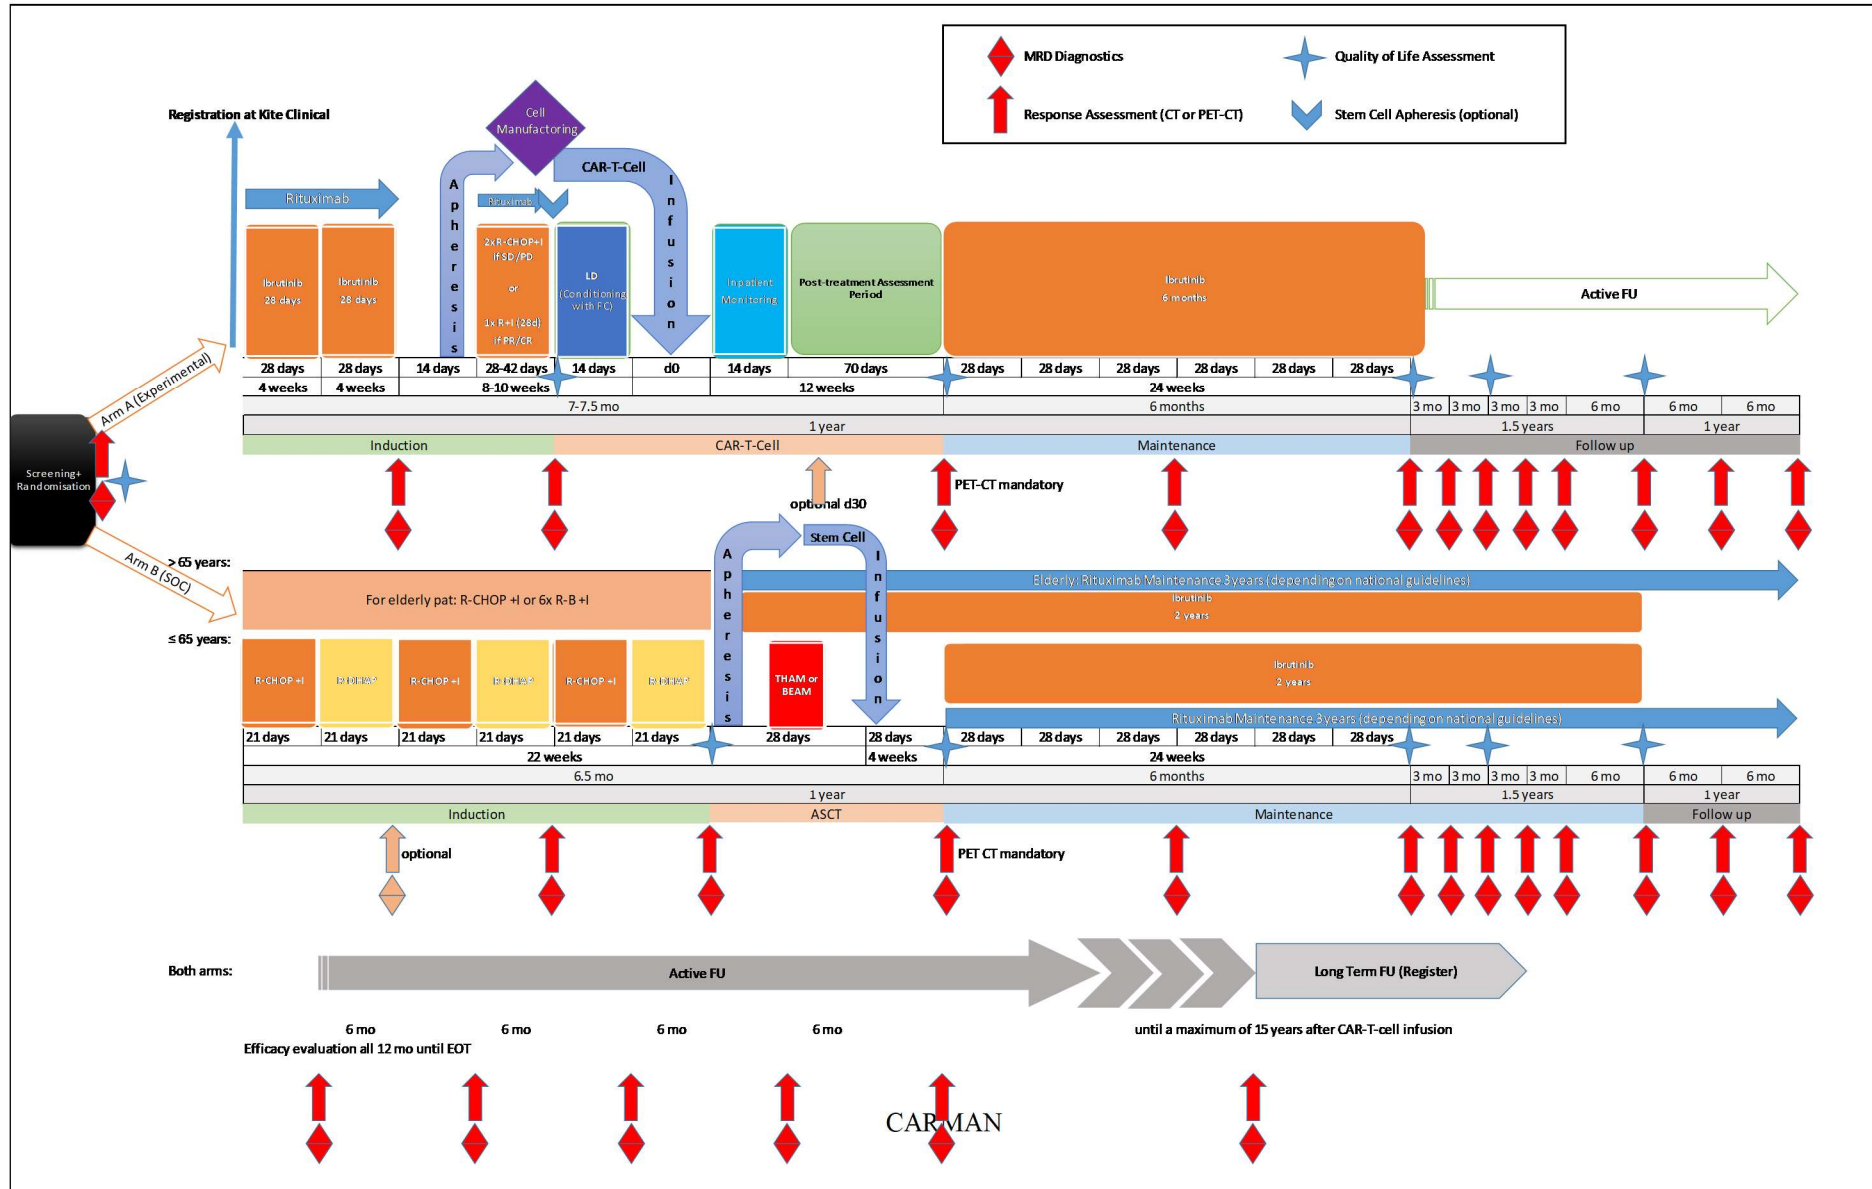 MRD Diagnostics
Quality of Life Assessment
Response Assessment (CT or PET-CT)
Stem Cell Apheresis (optional)
Registration at Kite Clinical
Cell
Manufactoring
CAR-T-Cell
Infusion
Apheresis
Rituximab
Rituximab
Ibrutinib
28 days
Ibrutinib
28 days
2xR-CHOP+I
if SD/PD
or
1x R+I (28d)
if PR/CR
LD
(Conditioning
with FC)
Inpatient
Monitoring
Post-treatment Assessment
Period
Ibrutinib
6 months
Active FU
28 days 28 days 14 days 28-42 days 14 days d0 14 days 70 days 28 days 28 days 28 days 28 days 28 days 28 days
4 weeks 4 weeks 8-10 weeks 12 weeks 24 weeks
7-7.5 mo 6 months 3 mo 3 mo 3 mo 3 mo 6 mo 6 mo 6 mo
1 year 1.5 years 1 year
Induction CAR-T-Cell Maintenance Follow up
Arm A (Experimental)
Screening+
Randomisation
Arm B (SOC)
PET-CT mandatory
optional d30
Apheresis
Stem Cell
Infusion
> 65 years:
For elderly pat: R-CHOP +I or 6x R-B +I
Elderly: Rituximab Maintenance 3years (depending on national guidelines)
Ibrutinib
2 years
≤ 65 years:
R-CHOP +I R-DHAP R-CHOP +I R-DHAP R-CHOP +I R-DHAP
THAM or
BEAM
Ibrutinib
2 years
Rituximab Maintenance 3years (depending on national guidelines)
21 days 21 days 21 days 21 days 21 days 21 days 28 days 28 days 28 days 28 days 28 days 28 days 28 days 28 days
22 weeks 4 weeks 24 weeks
6.5 mo 6 months 3 mo 3 mo 3 mo 3 mo 6 mo 6 mo 6 mo
1 year 1.5 years 1 year
Induction ASCT Maintenance Follow up
optional
PET CT mandatory
Both arms:
Active FU
Long Term FU (Register)
6 mo 6 mo 6 mo 6 mo
until a maximum of 15 years after CAR-T-cell infusion
Efficacy evaluation all 12 mo until EOT
CARMAN